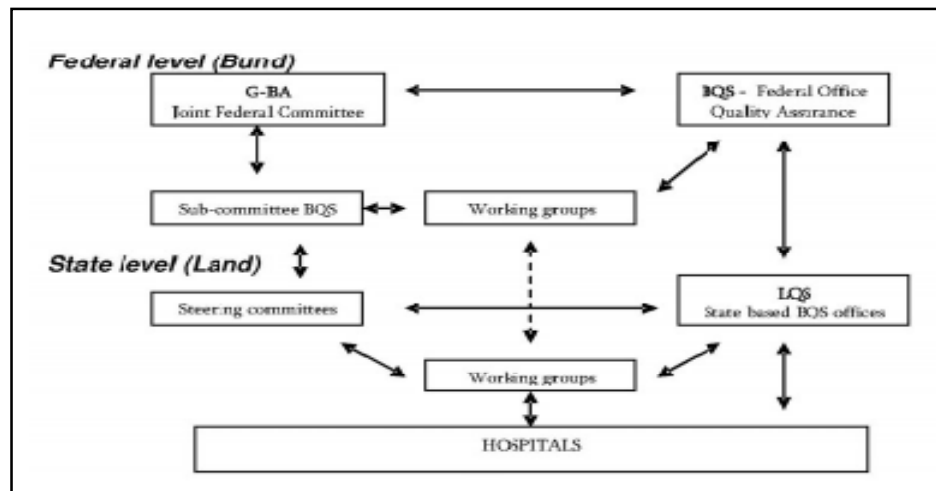 Federal level (Bund)
G-BA
Joint Federal Committee
BQS - Federal Office
Quality Assurance
Sub-committee BQS
Working groups
State level (Land)
Steering committees
LQS
State based BQS offices
Working groups
HOSPITALS